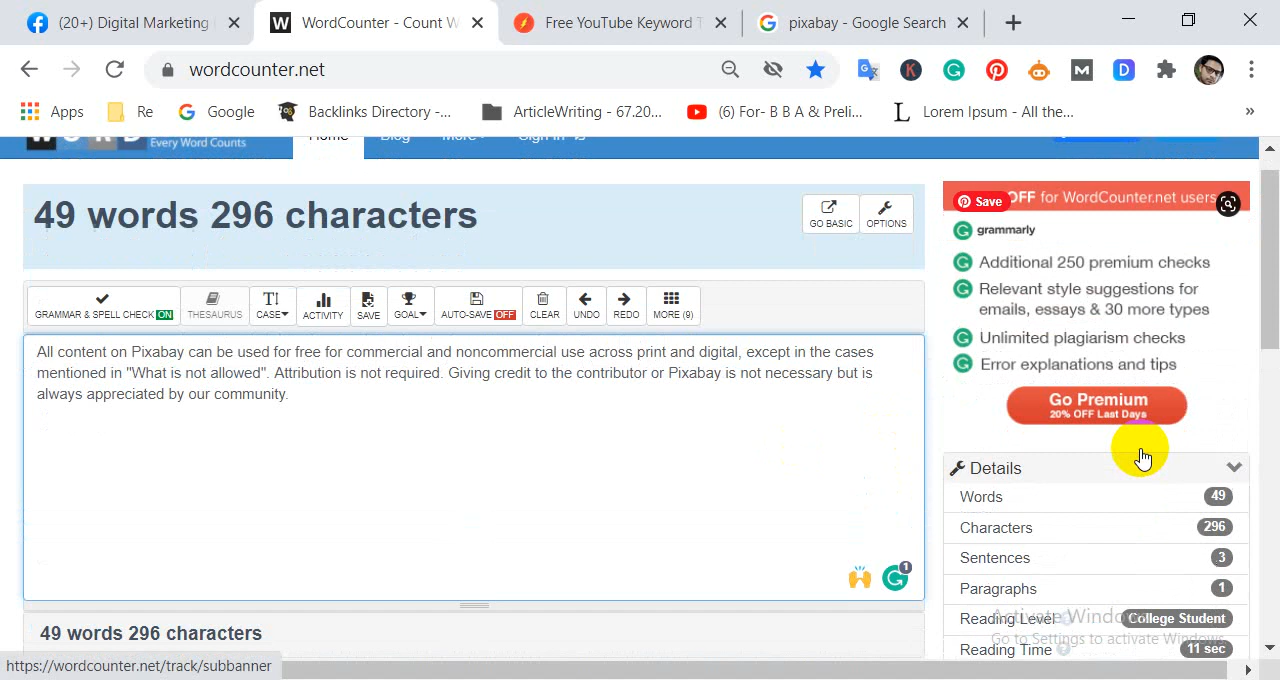 (20+) Digital Marketing
WordCounter - Count W
Free YouTube Keyword T
pixabay - Google Search
wordcounter.net
Apps
Re
Google
Backlinks Directory -...
ArticleWriting - 67.20...
(6) For- B B A & Preli...
Lorem Ipsum - All the...
»
Every Word Counts
Home
Blog
More
Sign in
49 words 296 characters
GO BASIC
OPTIONS
GRAMMAR & SPELL CHECK ON
THESAURUS
CASE
ACTIVITY
SAVE
GOAL
AUTO-SAVE OFF
CLEAR
UNDO
REDO
MORE (9)
All content on Pixabay can be used for free for commercial and noncommercial use across print and digital, except in the cases
mentioned in "What is not allowed". Attribution is not required. Giving credit to the contributor or Pixabay is not necessary but is
always appreciated by our community.
1
49 words 296 characters
https://wordcounter.net/track/subbanner
Save
OFF for WordCounter.net users
grammarly
Additional 250 premium checks
Relevant style suggestions for
emails, essays & 30 more types
Unlimited plagiarism checks
Error explanations and tips
Go Premium
20% OFF Last Days
Details
Words 49
Characters 296
Sentences 3
Paragraphs 1
Reading Level College Student
Reading Time 11 sec
Activate Windows
Go to Settings to activate Windows.